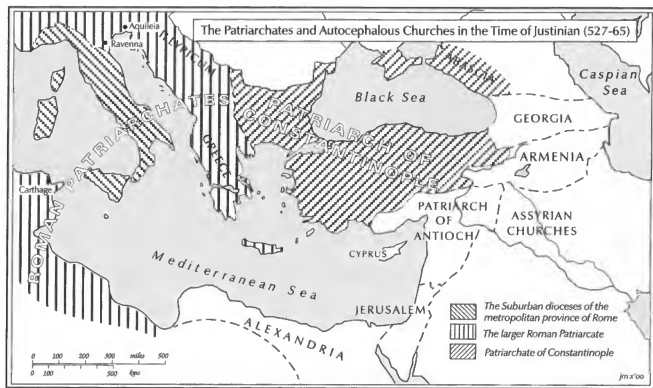 The Patriarchates and Autocephalous Churches in the Time of Justinian (527-65)
Aquileia
Ravenna
ILLYRICUM
ABASGIA
Caspian
Sea
Black Sea
GEORGIA
ROMAN PATRIARCHATES
PATRIARCH OF
CONSTANTINOPLE
GREECE
ARMENIA
Carthage
PATRIARCH
OF
ANTIOCH
ASSYRIAN
CHURCHES
CYPRUS
Mediterranean Sea
JERUSALEM
ALEXANDRIA
The Suburban dioceses of the
metropolitan province of Rome
The larger Roman Patriarcate
Patriarchate of Constantinople
0 100 300 miles 500
0 100 300 500
kps
jm x'00